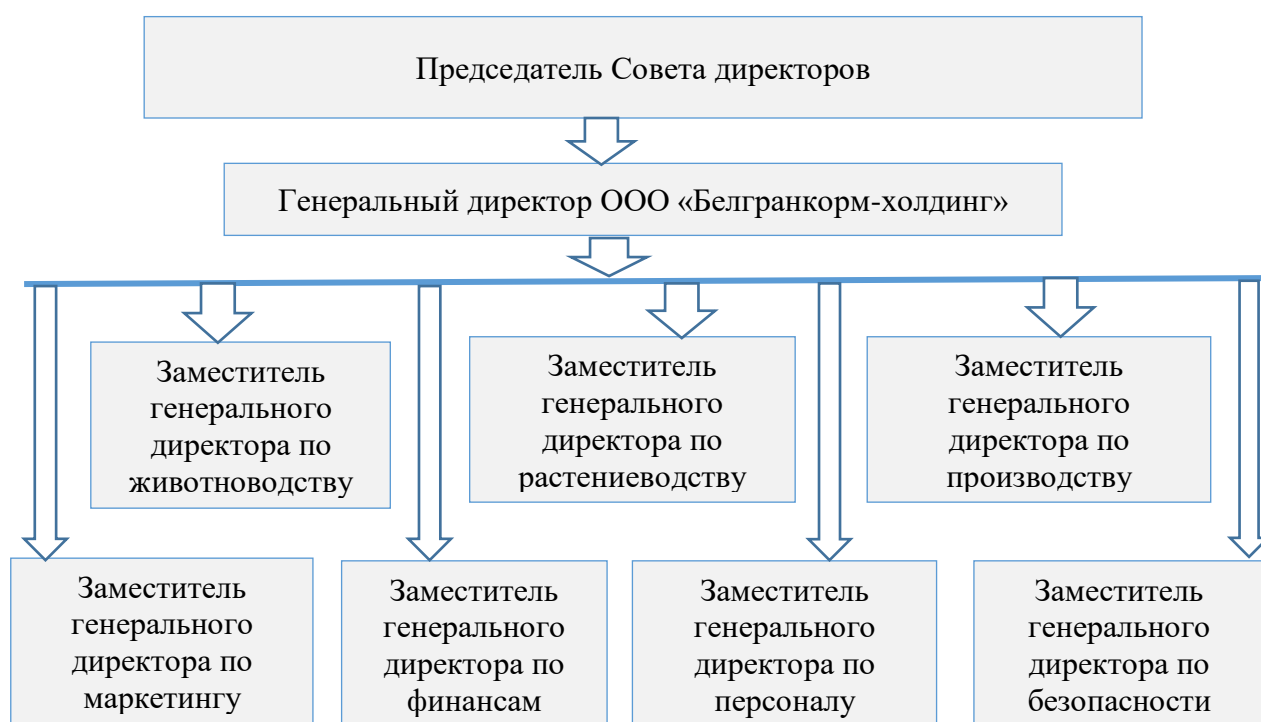 Председатель Совета директоров
Генеральный директор ООО «Белгранкорм-холдинг»
Заместитель
генерального
директора по
животноводству
Заместитель
генерального
директора по
растениеводству
Заместитель
генерального
директора по
производству
Заместитель
генерального
директора по
маркетингу
Заместитель
генерального
директора по
финансам
Заместитель
генерального
директора по
персоналу
Заместитель
генерального
директора по
безопасности